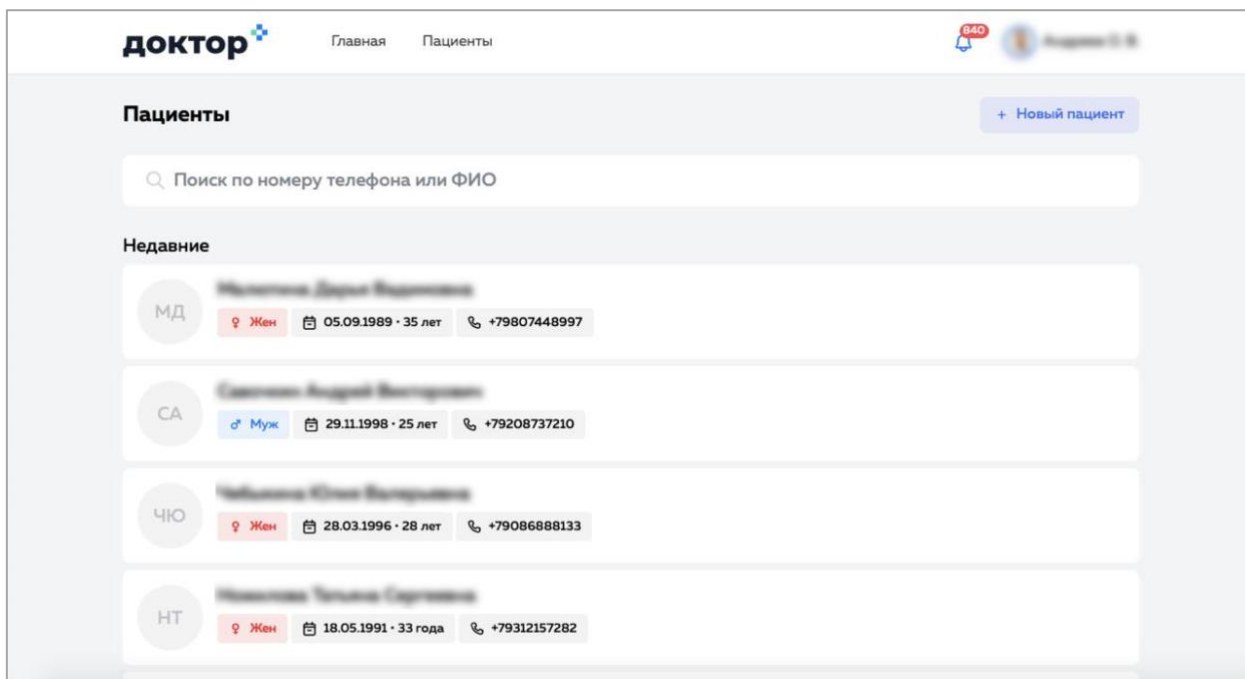 доктор
Главная
Пациенты
840
Пациенты
+ Новый пациент
Поиск по номеру телефона или ФИО
Недавние
МД
Жен 05.09.1989 · 35 лет +79807448997
СА
Муж 29.11.1998 · 25 лет +79208737210
ЧЮ
Жен 28.03.1996 · 28 лет +79086888133
НТ
Жен 18.05.1991 · 33 года +79312157282